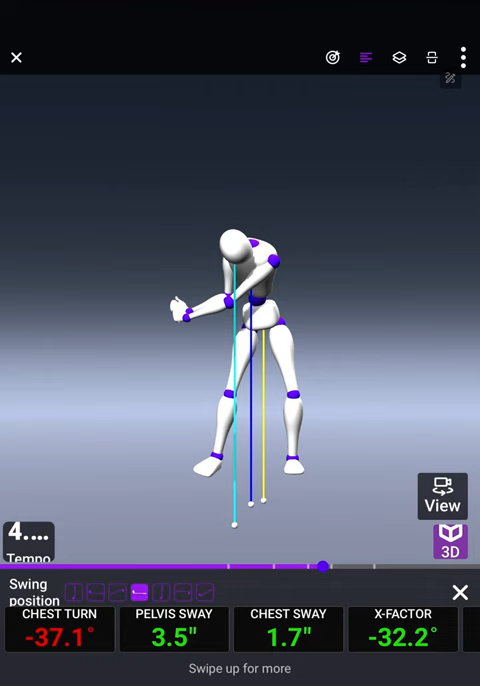 View
4....
Tempo
3D
Swing
position
CHEST TURN
PELVIS SWAY
CHEST SWAY
X-FACTOR
-37.1°
3.5"
1.7"
-32.2°
Swipe up for more